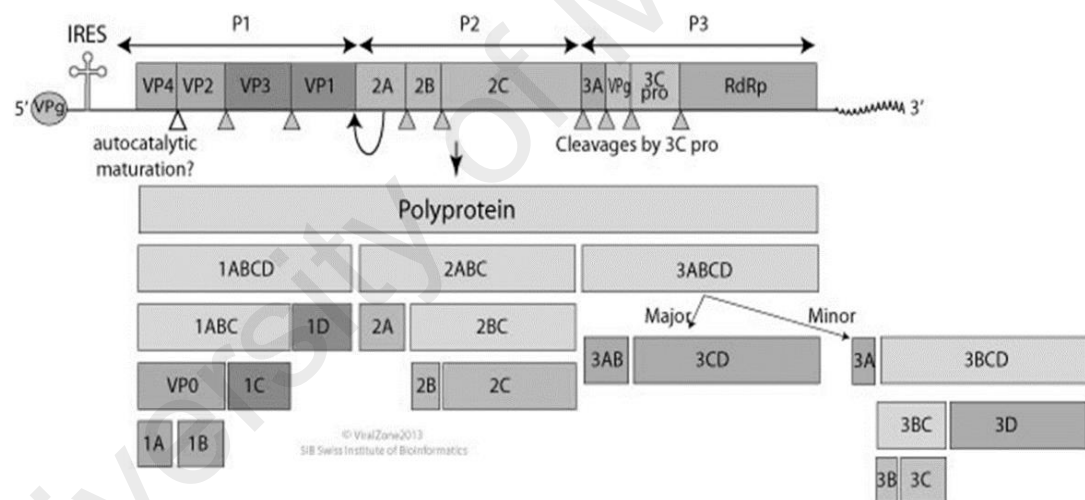 P1 P2 P3
IRES
VP4 VP2 VP3 VP1 2A 2B 2C 3A VPg 3C pro RdRp
5' VPg 3'
autocatalytic maturation?
Cleavages by 3C pro
Polyprotein
1ABCD 2ABC 3ABCD
Major Minor
1ABC 1D 2A 2BC
3AB 3CD 3A 3BCD
VP0 1C 2B 2C
3BC 3D
1A 1B
© ViralZone2013
SIB Swiss Institute of Bioinformatics
3B 3C
University of M